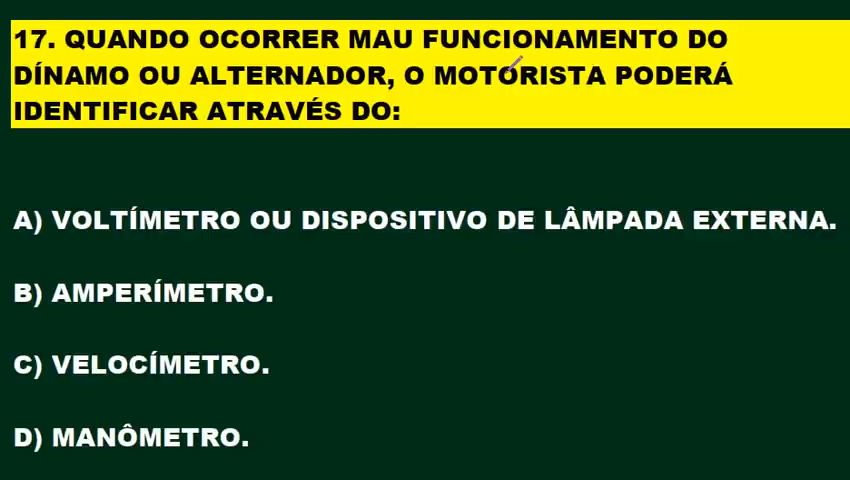 17. QUANDO OCORRER MAU FUNCIONAMENTO DO
DÍNAMO OU ALTERNADOR, O MOTORISTA PODERÁ
IDENTIFICAR ATRAVÉS DO:
A) VOLTÍMETRO OU DISPOSITIVO DE LÂMPADA EXTERNA.
B) AMPERÍMETRO.
C) VELOCÍMETRO.
D) MANÔMETRO.